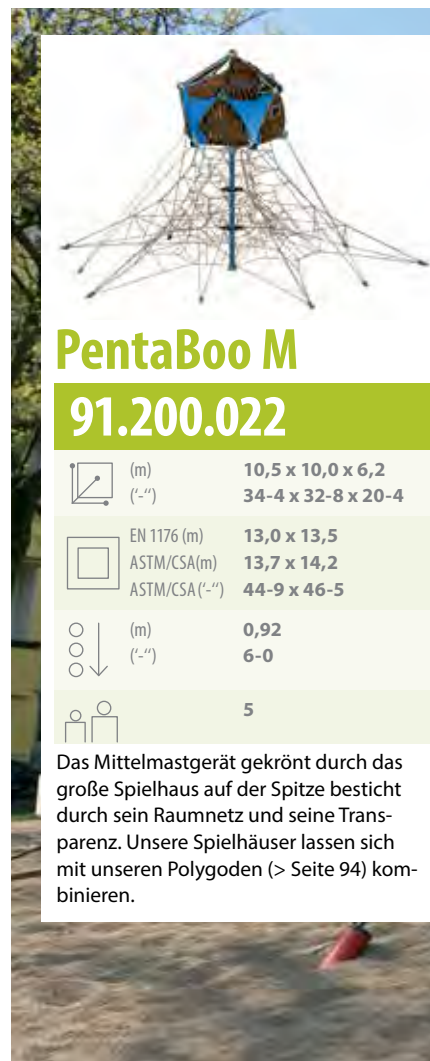 PentaBoo M
91.200.022
(m) 10,5 x 10,0 x 6,2
(‘-“) 34-4 x 32-8 x 20-4
EN 1176 (m) 13,0 x 13,5
ASTM/CSA(m) 13,7 x 14,2
ASTM/CSA(‘-“) 44-9 x 46-5
(m) 0,92
(‘-“) 6-0
5
Das Mittelmastgerät gekrönt durch das
große Spielhaus auf der Spitze besticht
durch sein Raumnetz und seine Trans-
parenz. Unsere Spielhäuser lassen sich
mit unseren Polygoden (> Seite 94) kom-
binieren.